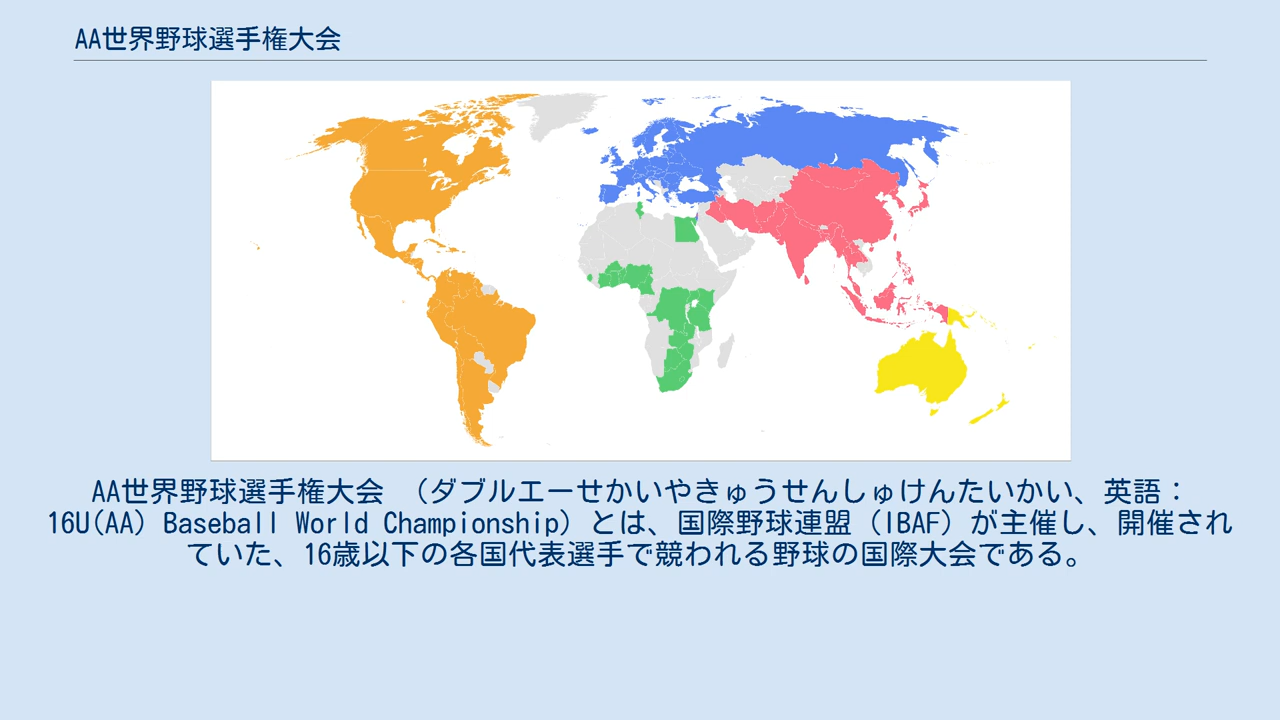 AA世界野球選手権大会
AA世界野球選手権大会 （ダブルエーせかいやきゅうせんしゅけんたいかい、英語：
16U(AA) Baseball World Championship）とは、国際野球連盟（IBAF）が主催し、開催され
ていた、16歳以下の各国代表選手で競われる野球の国際大会である。